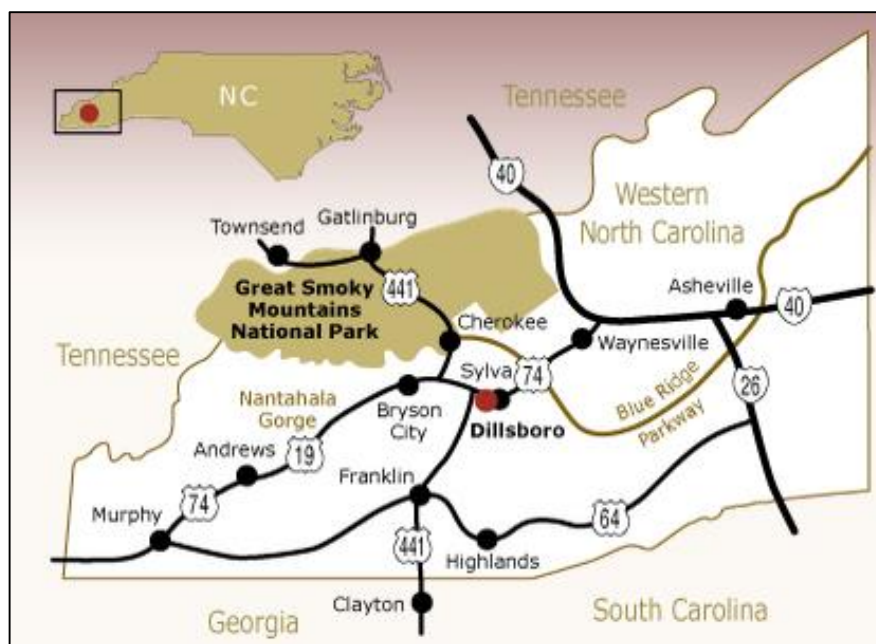 NC
Tennessee
40
Western
North Carolina
Gatlinburg
Townsend
441
Great Smoky
Mountains
National Park
Asheville
40
Cherokee
Waynesville
Tennessee
Sylva
74
26
Nantahala
Gorge
Bryson
City
Dillsboro
Blue Ridge
Parkway
Andrews
19
Franklin
74
Murphy
64
441
Highlands
Clayton
Georgia
South Carolina